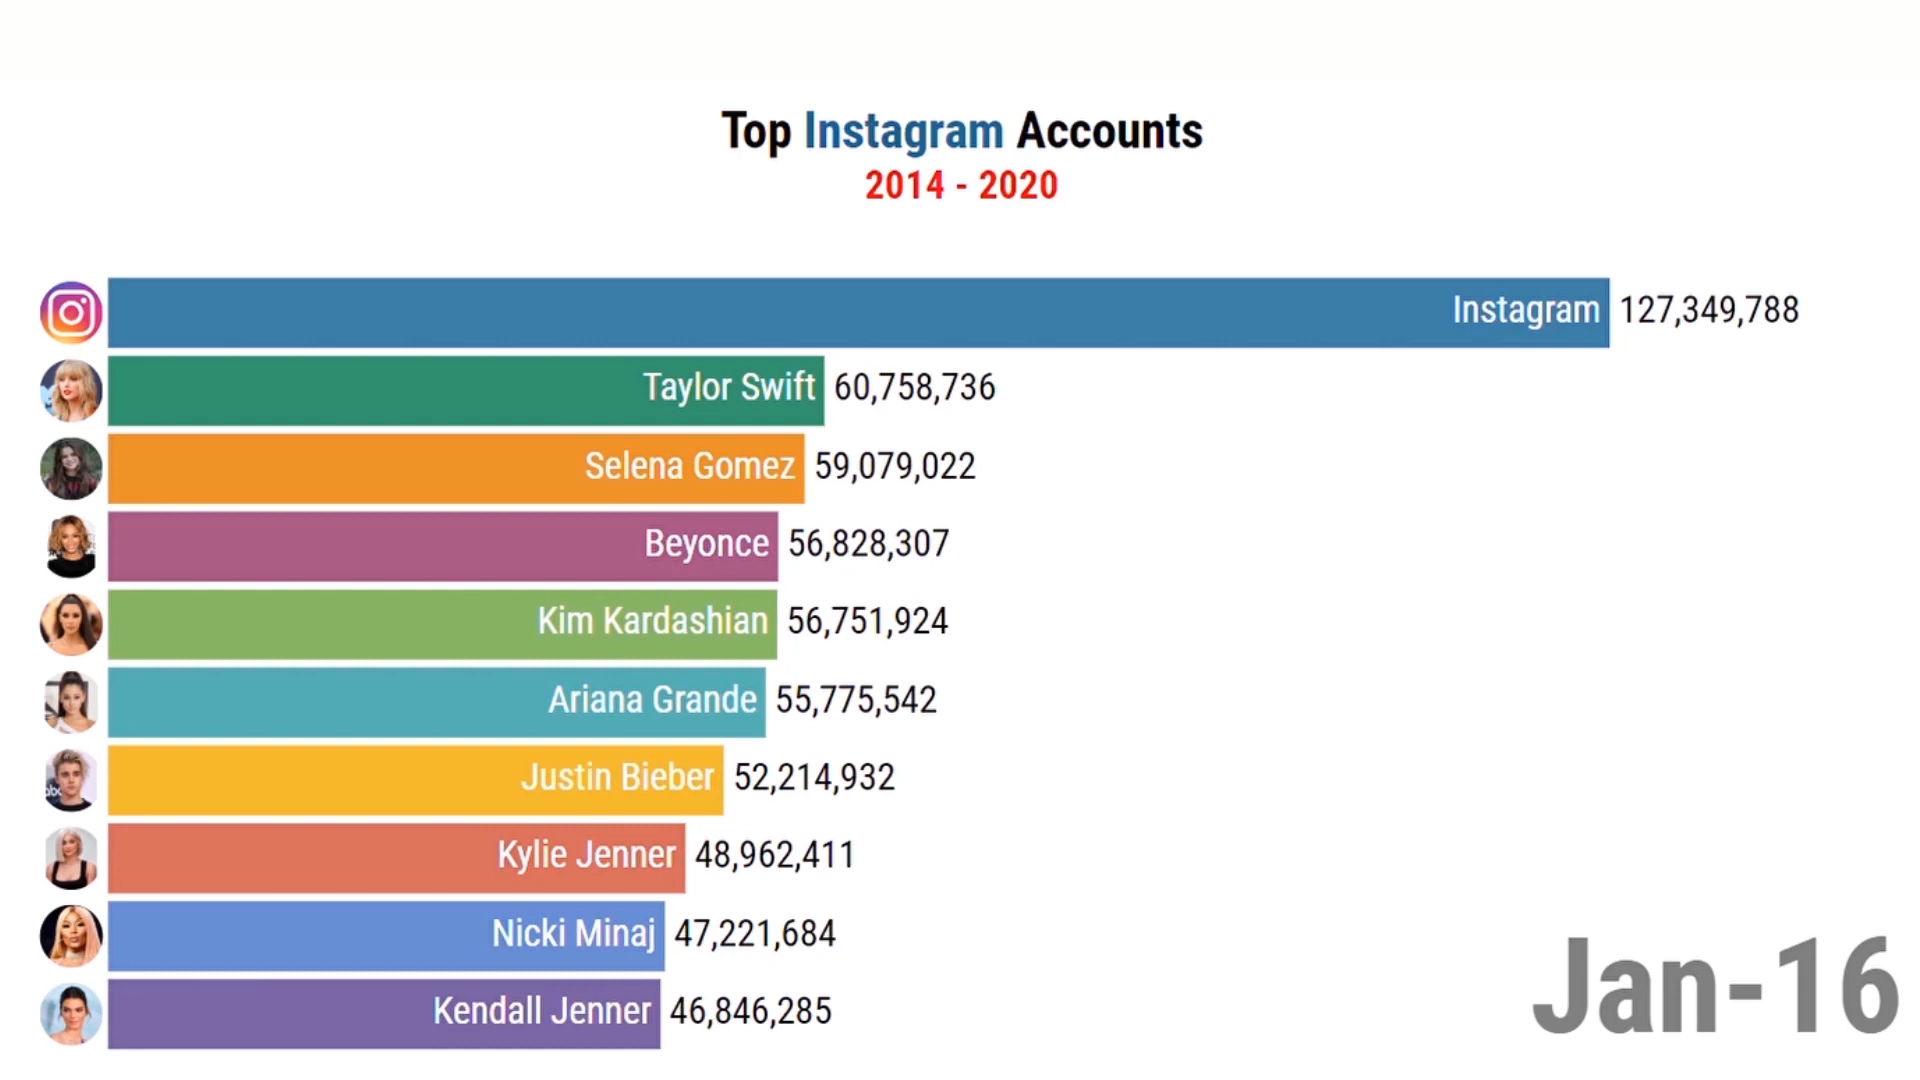 Top Instagram Accounts
2014 - 2020
Instagram 127,349,788
Taylor Swift 60,758,736
Selena Gomez 59,079,022
Beyonce 56,828,307
Kim Kardashian 56,751,924
Ariana Grande 55,775,542
abc
Justin Bieber 52,214,932
Kylie Jenner 48,962,411
Nicki Minaj 47,221,684
Kendall Jenner 46,846,285
Jan-16